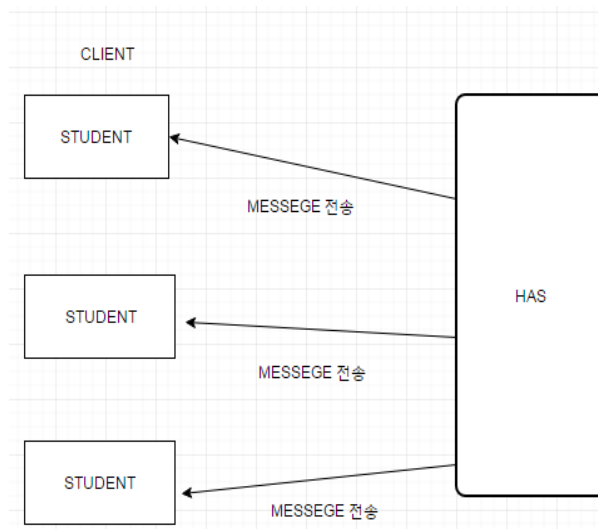 CLIENT
STUDENT
MESSEGE 전송
STUDENT
HAS
MESSEGE 전송
STUDENT
MESSEGE 전송